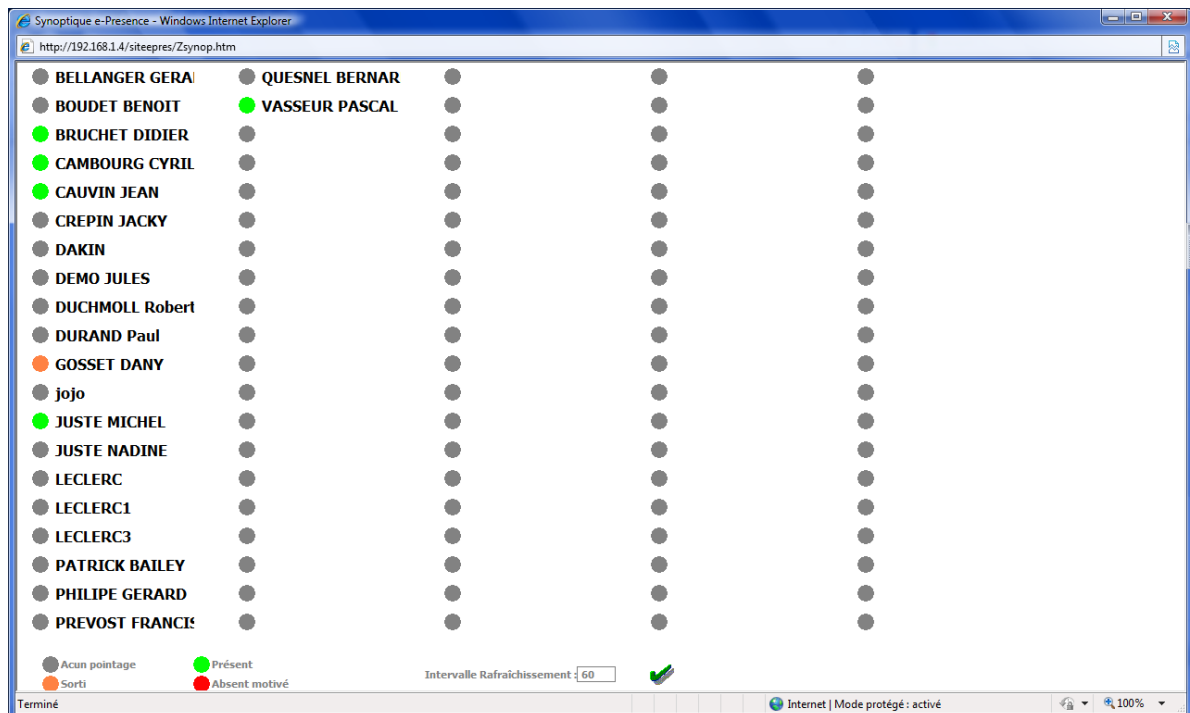 Synoptique e-Presence - Windows Internet Explorer
http://192.168.1.4/siteepres/Zsynop.htm
BELLANGER GERA
QUESNEL BERNAR
BOUDET BENOIT
VASSEUR PASCAL
BRUCHET DIDIER
CAMBOURG CYRIL
CAUVIN JEAN
CREPIN JACKY
DAKIN
DEMO JULES
DUCHMOLL Robert
DURAND Paul
GOSSET DANY
jojo
JUSTE MICHEL
JUSTE NADINE
LECLERC
LECLERC1
LECLERC3
PATRICK BAILEY
PHILIPE GERARD
PREVOST FRANCIS
Acun pointage
Présent
Sorti
Absent motivé
Intervalle Rafraîchissement : 60
Terminé
Internet | Mode protégé : activé
100%